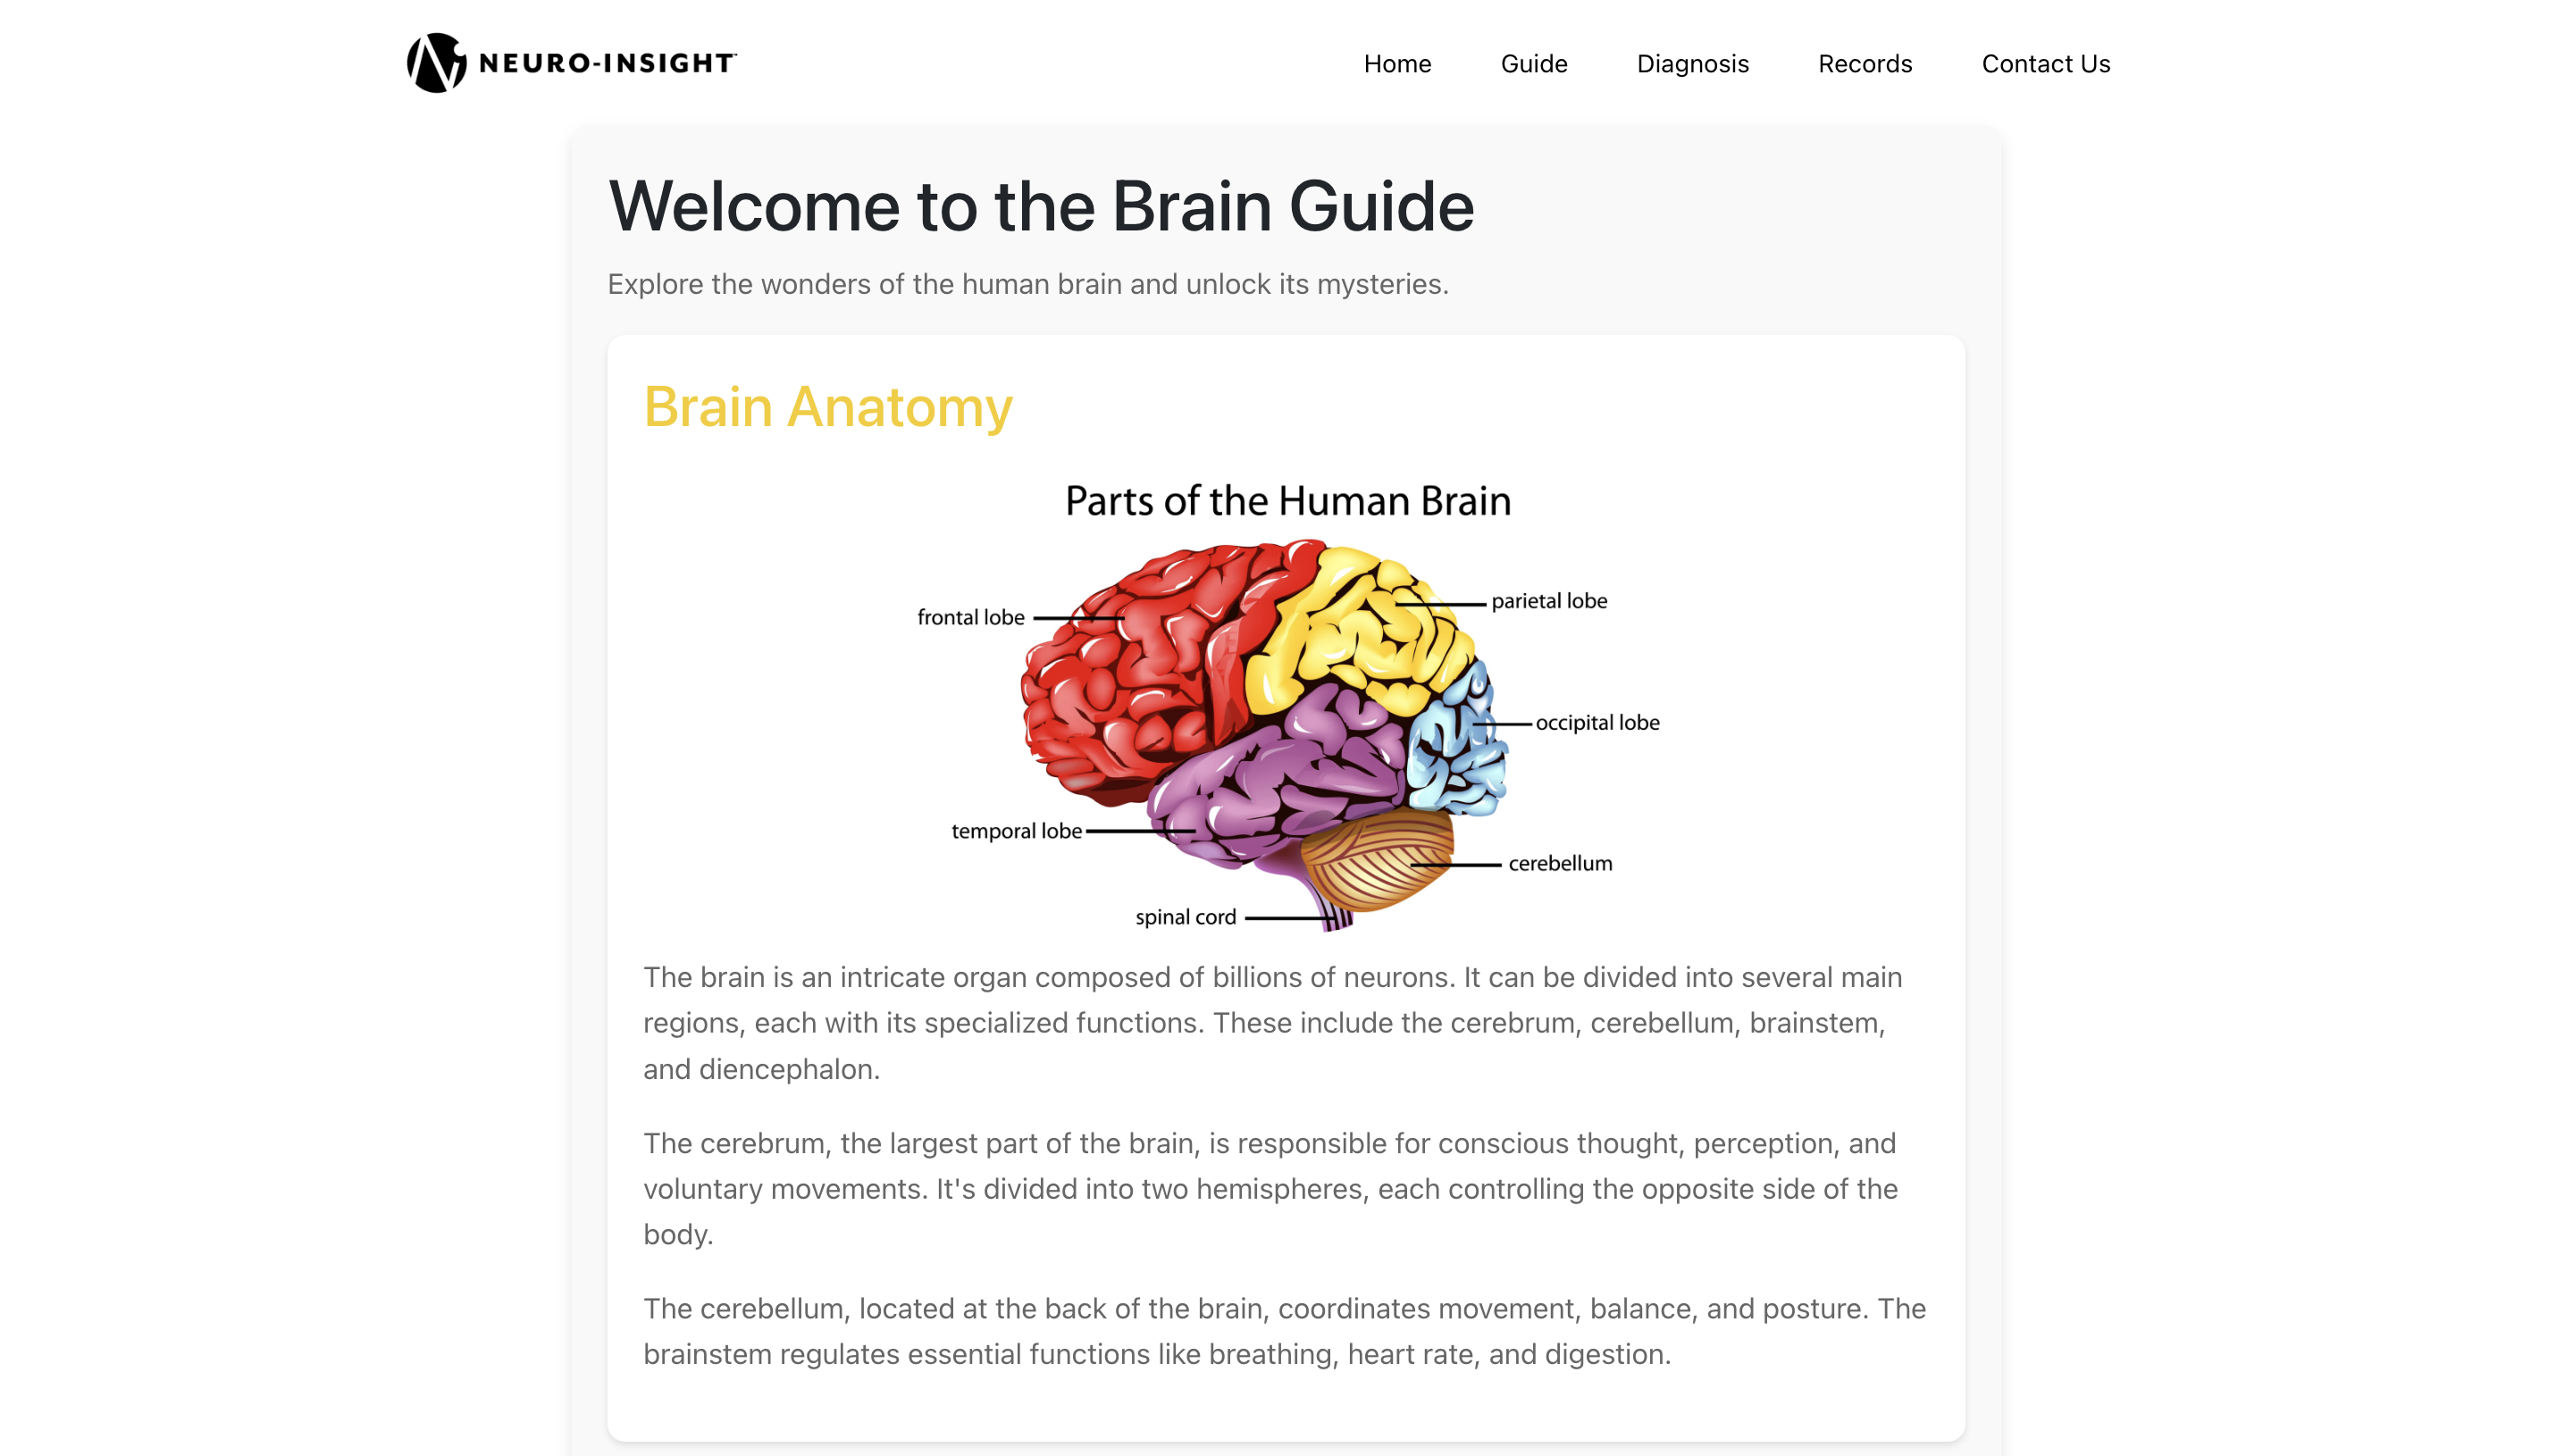 NEURO-INSIGHT™
Home Guide Diagnosis Records Contact Us
Welcome to the Brain Guide
Explore the wonders of the human brain and unlock its mysteries.
Brain Anatomy
Parts of the Human Brain
frontal lobe
parietal lobe
occipital lobe
temporal lobe
cerebellum
spinal cord
The brain is an intricate organ composed of billions of neurons. It can be divided into several main
regions, each with its specialized functions. These include the cerebrum, cerebellum, brainstem,
and diencephalon.
The cerebrum, the largest part of the brain, is responsible for conscious thought, perception, and
voluntary movements. It's divided into two hemispheres, each controlling the opposite side of the
body.
The cerebellum, located at the back of the brain, coordinates movement, balance, and posture. The
brainstem regulates essential functions like breathing, heart rate, and digestion.